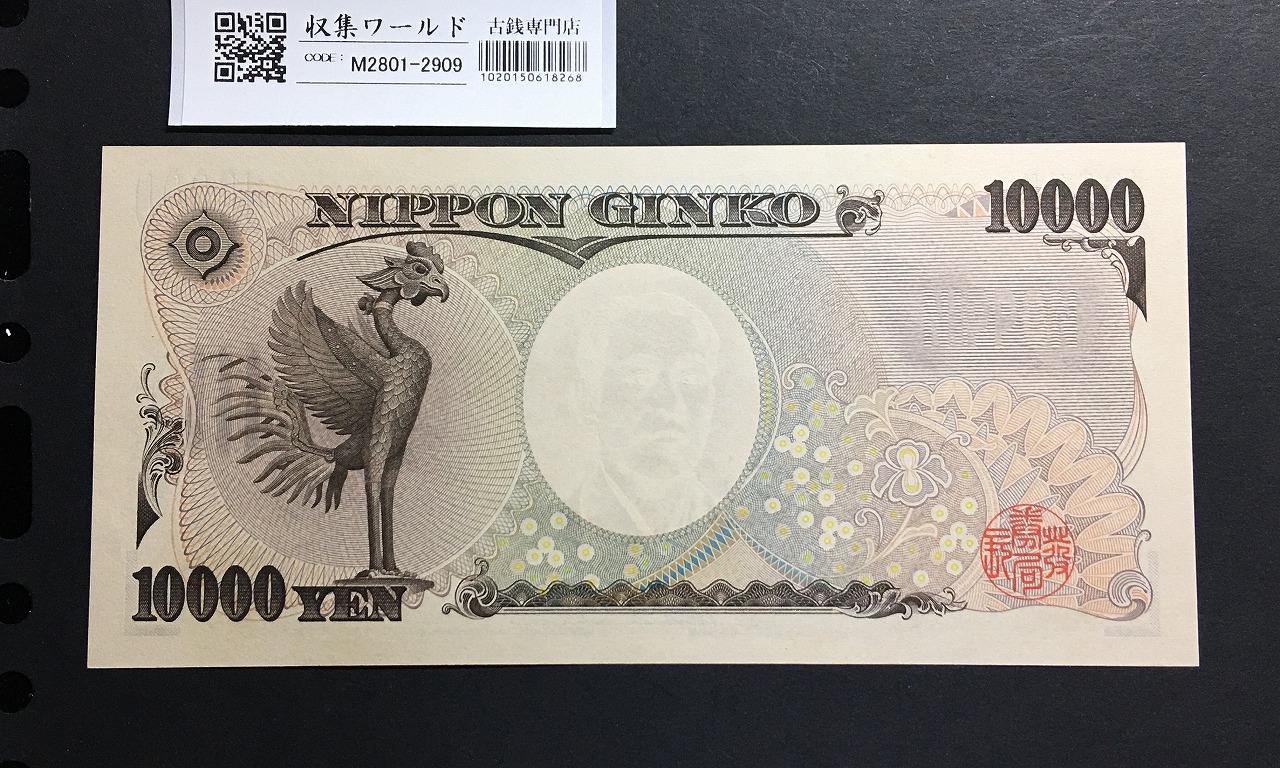 収集ワールド 古銭専門店
CODE: M2801-2909
1020150618268
NIPPON GINKO
10000
NIPPON
10000 YEN